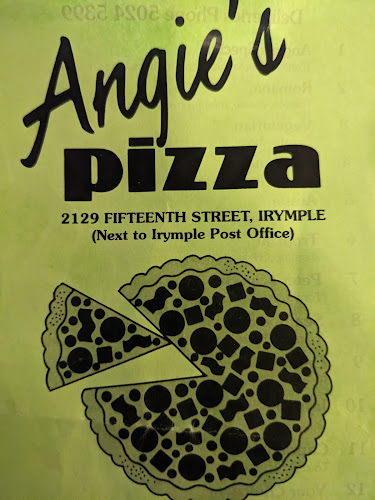 Angie's
pizza
2129 FIFTEENTH STREET, IRYMPLE
(Next to Irymple Post Office)